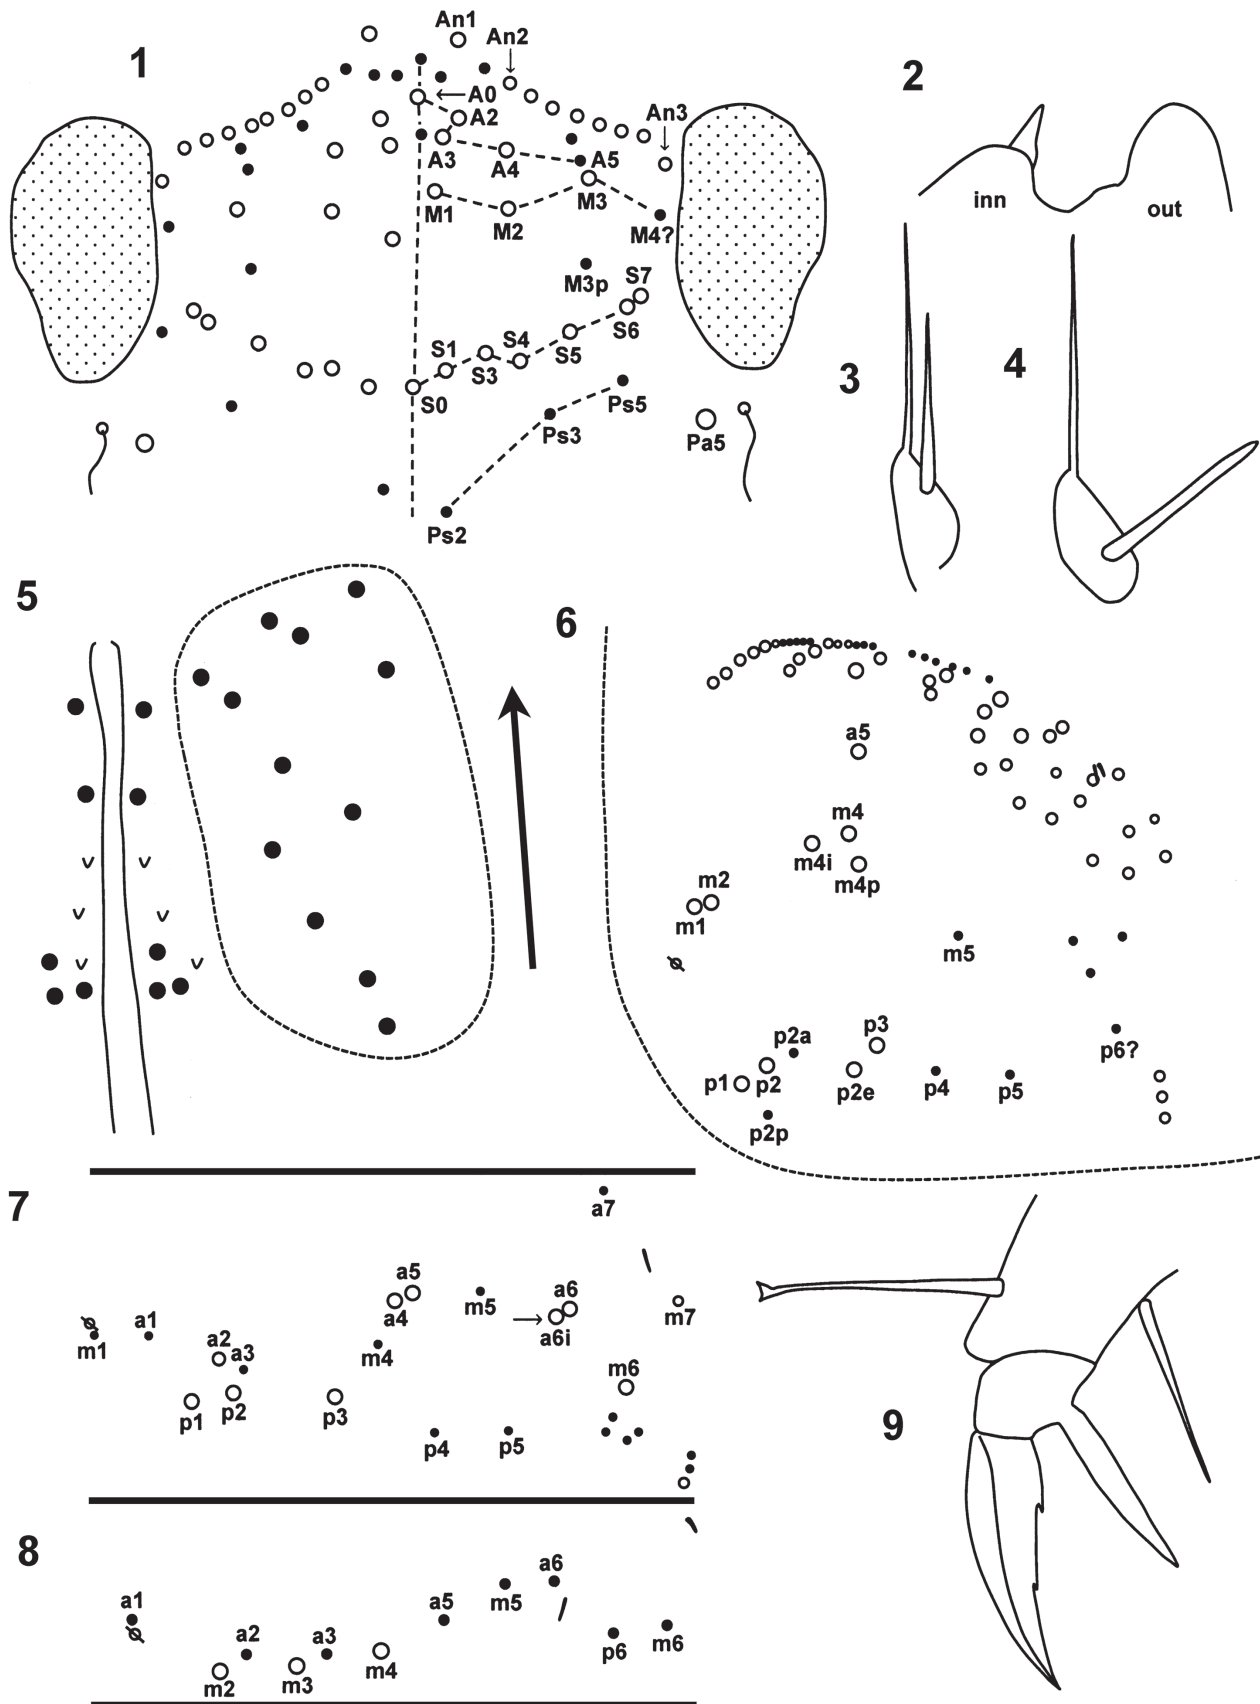 1
An1
An2
2
A0
A2
An3
A3
A4
A5
M1
M2
M3
M4?
inn
out
M3p
S7
S6
S1
S4
S5
S3
S0
3
4
Ps5
Ps3
Pa5
Ps2
5
6
a5
m4
m4i
m4p
m2
m1
m5
p2a
p3
p6?
p1
p2
p2e
p4
p5
p2p
7
a7
a5
a6
a4
m5
a6i
m7
m1
a1
a2
a3
m4
m6
p1
p2
p3
p4
p5
9
8
a6
a1
a5
m5
a2
a3
m4
p6
m6
m2
m3